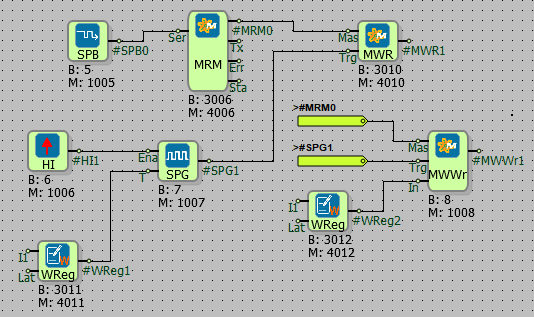 SPB
#SPB0
B: 5
M: 1005
Ser
MRM
#MRM0
Tx
Err
Sta
B: 3006
M: 4006
Mas
Trg
MWR
#MWR1
B: 3010
M: 4010
HI
#HI1
B: 6
M: 1006
Ena
T
SPG
#SPG1
B: 7
M: 1007
>#MRM0
>#SPG1
Mas
Trg
In
MWWr
#MWWr1
B: 8
M: 1008
I1
Lat
WReg
#WReg2
B: 3012
M: 4012
I1
Lat
WReg
#WReg1
B: 3011
M: 4011